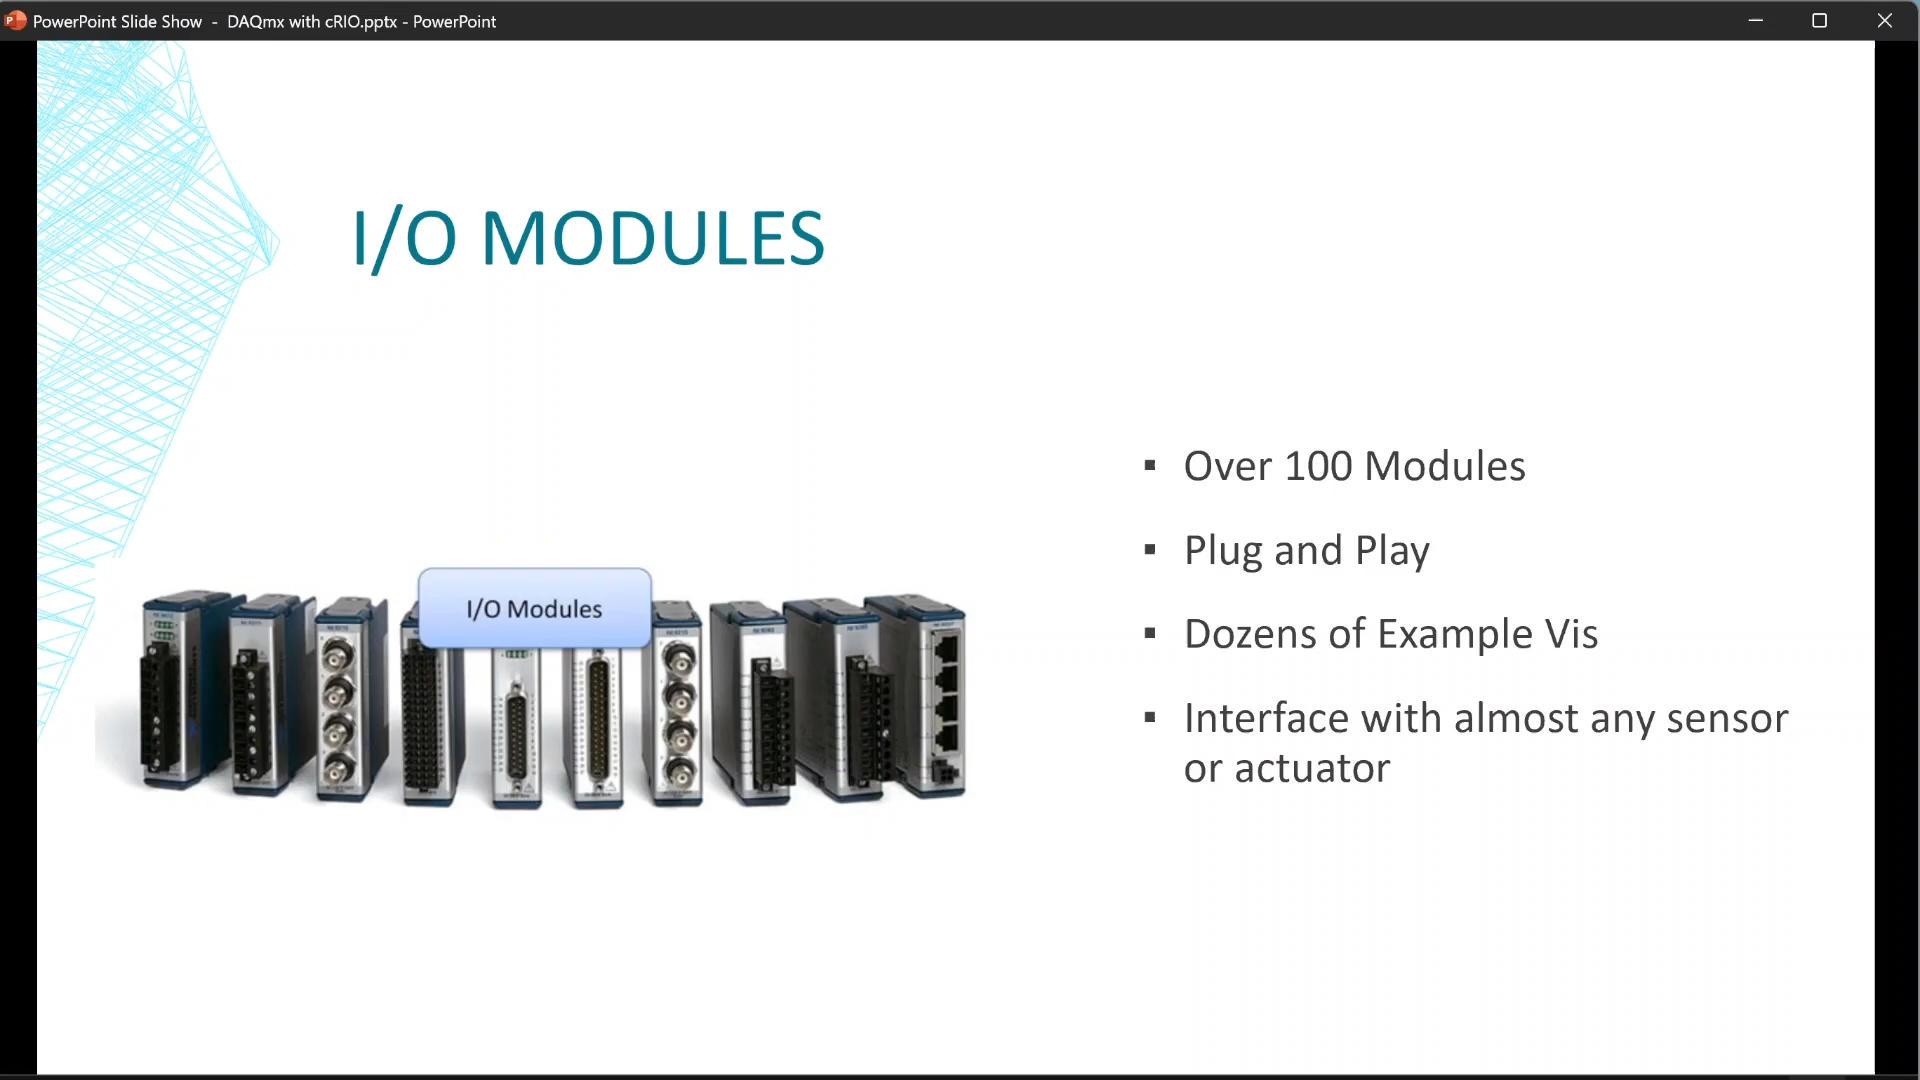 PowerPoint Slide Show - DAQmx with cRIO.pptx - PowerPoint
I/O MODULES
I/O Modules
▪ Over 100 Modules
▪ Plug and Play
▪ Dozens of Example Vis
▪ Interface with almost any sensor
or actuator